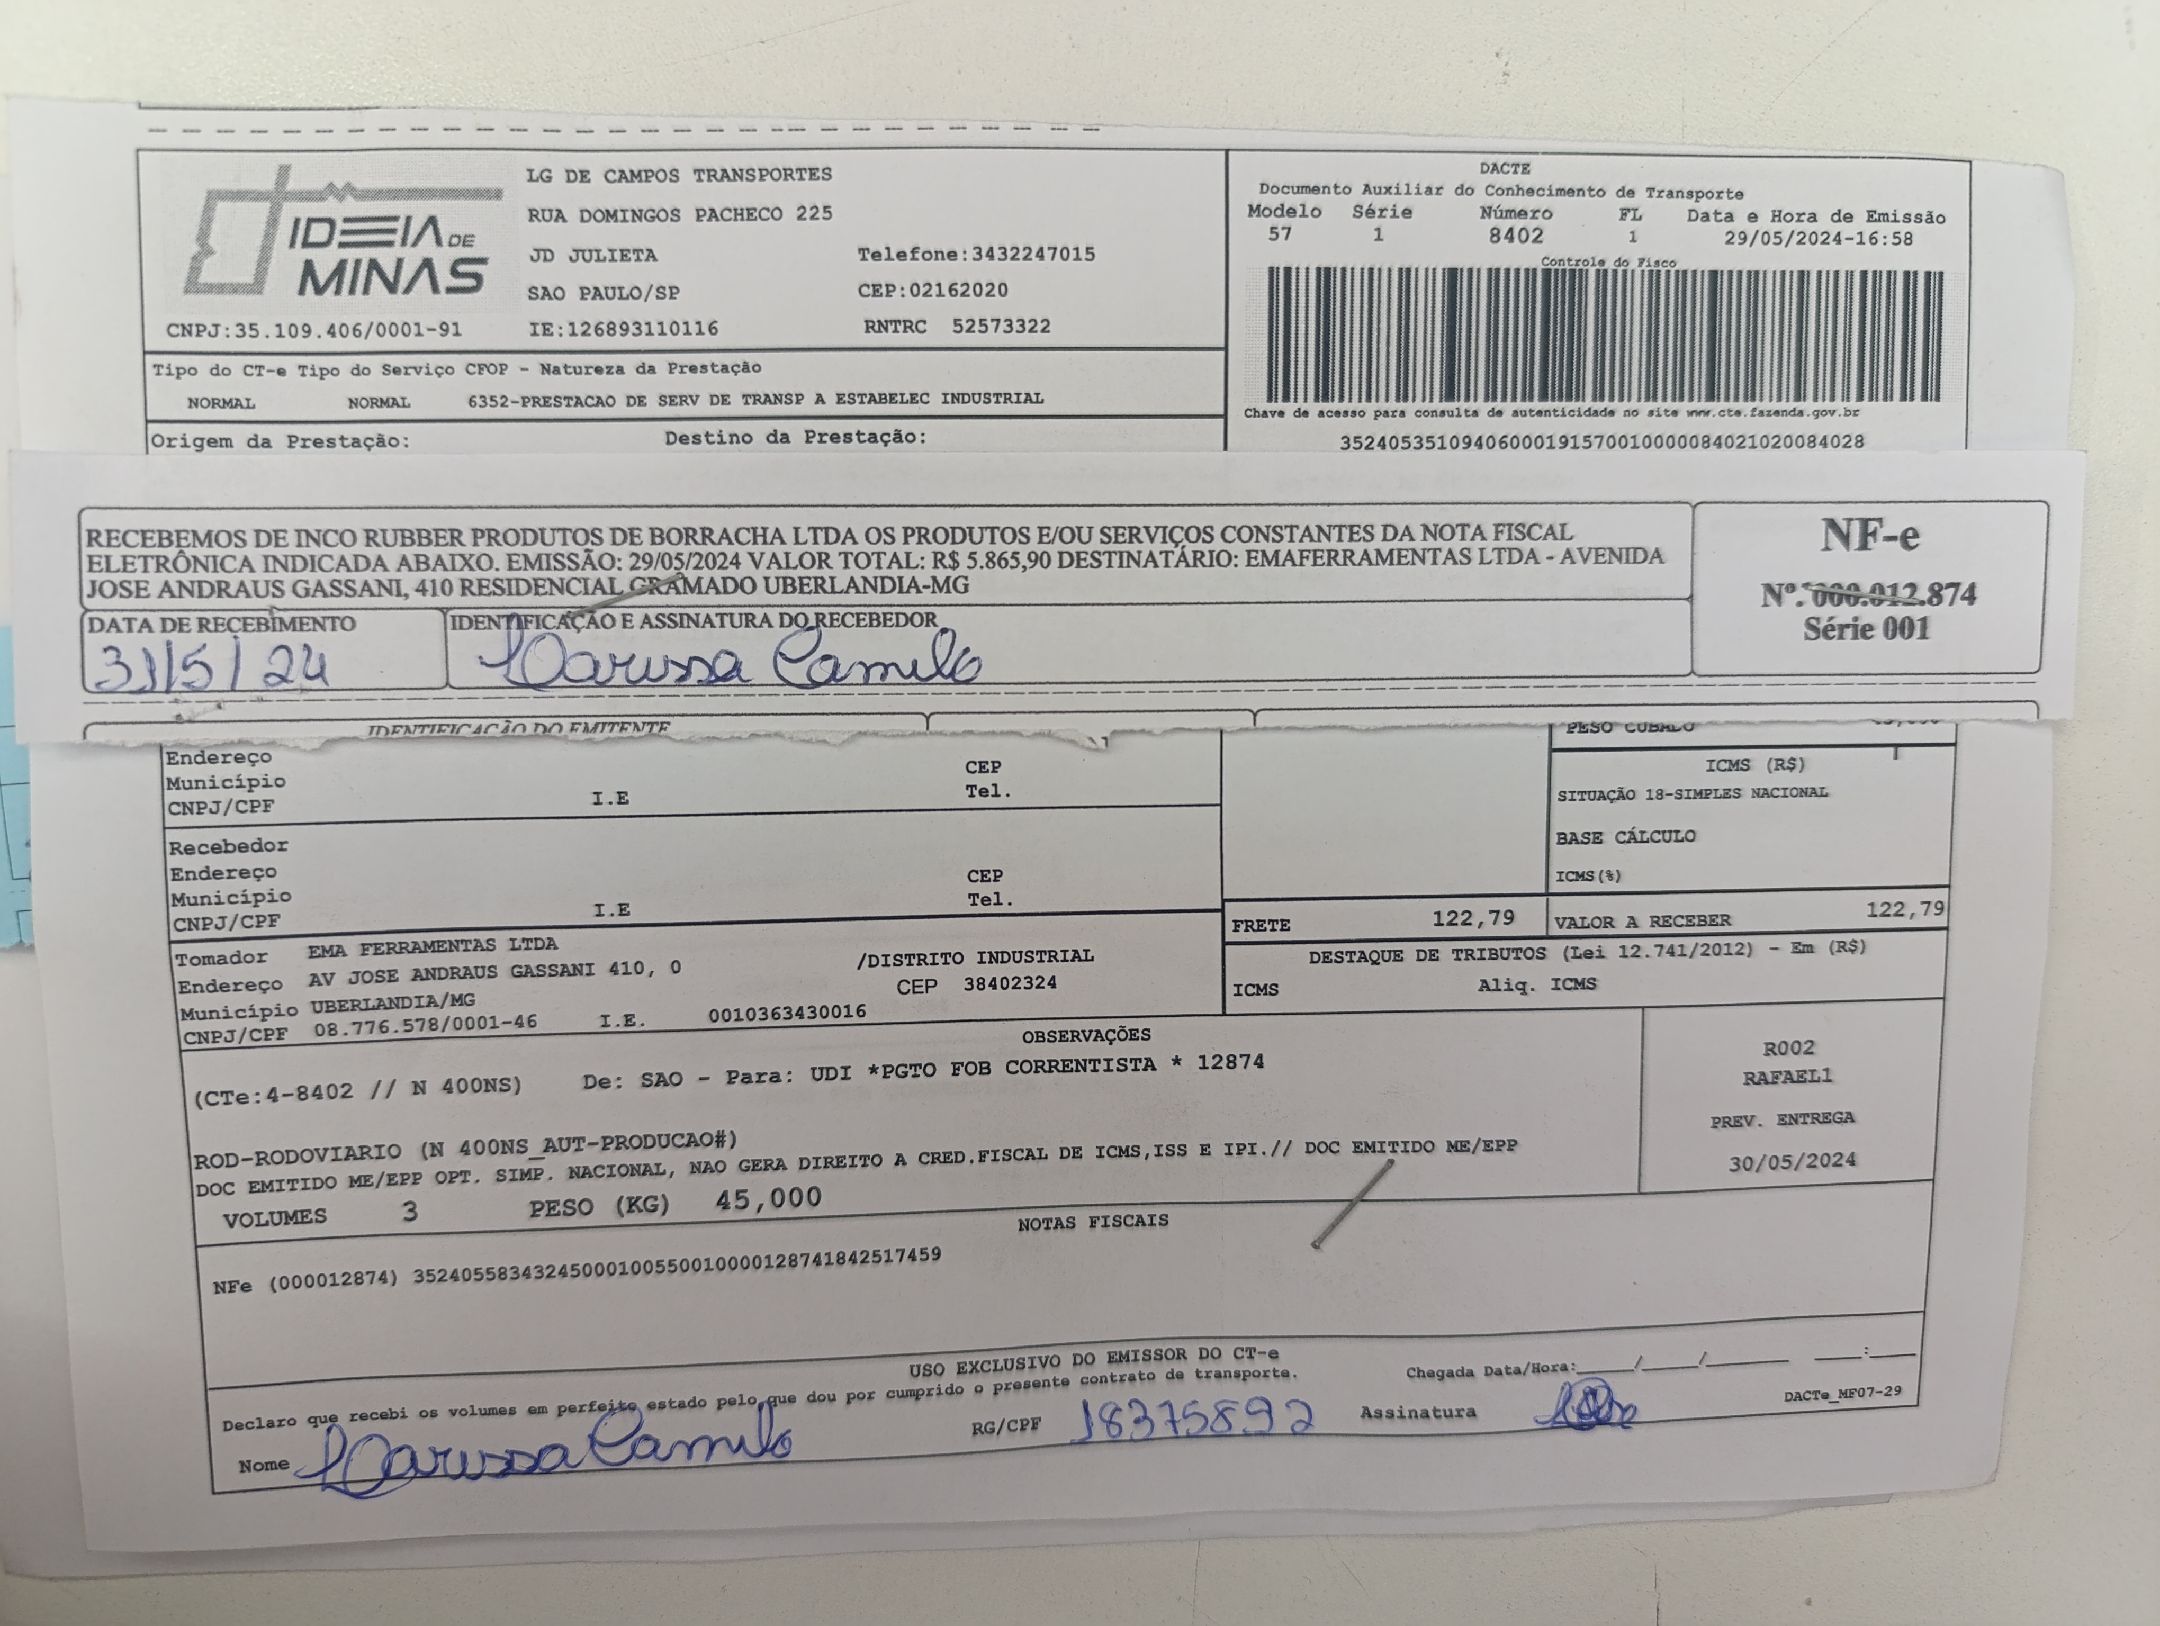 IDEIA DE MINAS
LG DE CAMPOS TRANSPORTES
RUA DOMINGOS PACHECO 225
JD JULIETA Telefone:3432247015
SAO PAULO/SP CEP:02162020
CNPJ:35.109.406/0001-91 IE:126893110116 RNTRC 52573322
DACTE
Documento Auxiliar do Conhecimento de Transporte
Modelo Série Número FL Data e Hora de Emissão
57 1 8402 1 29/05/2024-16:58
Controle do Fisco
Chave de acesso para consulta de autenticidade no site www.cte.fazenda.gov.br
35240535109406000191570010000084021020084028
Tipo do CT-e Tipo do Serviço CFOP - Natureza da Prestação
NORMAL NORMAL 6352-PRESTACAO DE SERV DE TRANSP A ESTABELEC INDUSTRIAL
Origem da Prestação: Destino da Prestação:
RECEBEMOS DE INCO RUBBER PRODUTOS DE BORRACHA LTDA OS PRODUTOS E/OU SERVIÇOS CONSTANTES DA NOTA FISCAL
ELETRÔNICA INDICADA ABAIXO. EMISSÃO: 29/05/2024 VALOR TOTAL: R$ 5.865,90 DESTINATÁRIO: EMAFERRAMENTAS LTDA - AVENIDA
JOSE ANDRAUS GASSANI, 410 RESIDENCIAL GRAMADO UBERLANDIA-MG
DATA DE RECEBIMENTO IDENTIFICAÇÃO E ASSINATURA DO RECEBEDOR
31/5/24 Camilo
NF-e
Nº. 000.012.874
Série 001
IDENTIFICAÇÃO DO EMITENTE
PESO CUBADO
Endereço CEP
Município Tel.
CNPJ/CPF I.E
Recebedor
Endereço CEP
Município Tel.
CNPJ/CPF I.E
ICMS (R$)
SITUAÇÃO 18-SIMPLES NACIONAL
BASE CÁLCULO
ICMS(%)
FRETE 122,79 VALOR A RECEBER 122,79
Tomador EMA FERRAMENTAS LTDA
Endereço AV JOSE ANDRAUS GASSANI 410, 0 /DISTRITO INDUSTRIAL
Município UBERLANDIA/MG CEP 38402324
CNPJ/CPF 08.776.578/0001-46 I.E. 0010363430016
DESTAQUE DE TRIBUTOS (Lei 12.741/2012) - Em (R$)
ICMS Aliq. ICMS
OBSERVAÇÕES
(CTe:4-8402 // N 400NS) De: SAO - Para: UDI *PGTO FOB CORRENTISTA * 12874
ROD-RODOVIARIO (N 400NS_AUT-PRODUCAO#)
DOC EMITIDO ME/EPP OPT. SIMP. NACIONAL, NAO GERA DIREITO A CRED.FISCAL DE ICMS,ISS E IPI.// DOC EMITIDO ME/EPP
VOLUMES 3 PESO (KG) 45,000
R002
RAFAEL1
PREV. ENTREGA
30/05/2024
NOTAS FISCAIS
NFe (000012874) 35240558343245000100550010000128741842517459
USO EXCLUSIVO DO EMISSOR DO CT-e
Declaro que recebi os volumes em perfeito estado pelo que dou por cumprido o presente contrato de transporte.
Chegada Data/Hora:_____/_____/_______ ____:____
Nome Camilo RG/CPF 18375892 Assinatura
DACTe_MF07-29